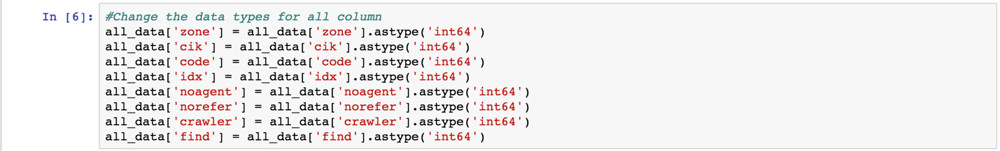 In [6]: #Change the data types for all column
all_data['zone'] = all_data['zone'].astype('int64')
all_data['cik'] = all_data['cik'].astype('int64')
all_data['code'] = all_data['code'].astype('int64')
all_data['idx'] = all_data['idx'].astype('int64')
all_data['noagent'] = all_data['noagent'].astype('int64')
all_data['norefer'] = all_data['norefer'].astype('int64')
all_data['crawler'] = all_data['crawler'].astype('int64')
all_data['find'] = all_data['find'].astype('int64')